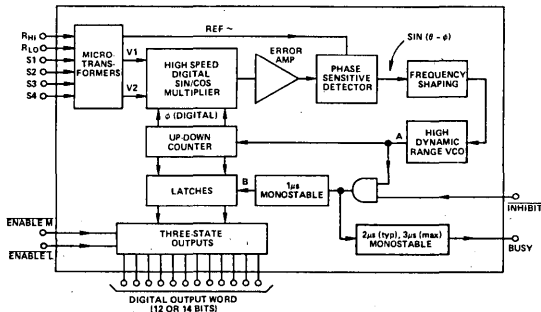 REF ~
SIN (θ - ϕ)
R HI
R LO
S1
S2
S3
S4
MICRO-
TRANS-
FORMERS
V1
V2
HIGH SPEED
DIGITAL
SIN/COS
MULTIPLIER
ERROR
AMP
PHASE
SENSITIVE
DETECTOR
FREQUENCY
SHAPING
ϕ (DIGITAL)
UP-DOWN
COUNTER
A
HIGH
DYNAMIC
RANGE VCO
LATCHES
B
1μs
MONOSTABLE
INHIBIT
ENABLE M
ENABLE L
THREE-STATE
OUTPUTS
2μs (typ), 3μs (max)
MONOSTABLE
BUSY
DIGITAL OUTPUT WORD
(12 OR 14 BITS)